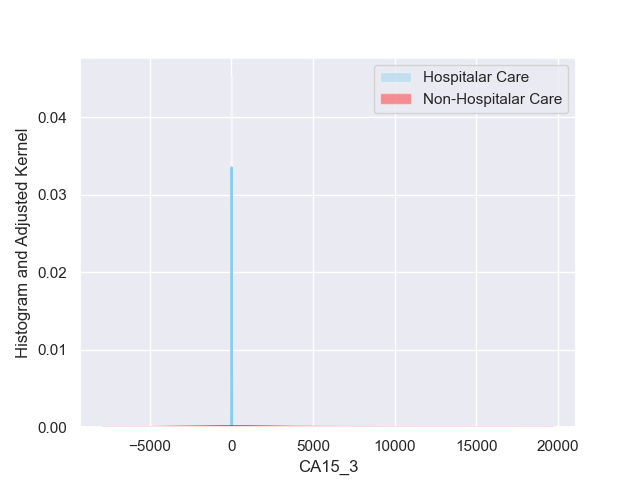 Hospitalar Care
Non-Hospitalar Care
Histogram and Adjusted Kernel
0.04
0.03
0.02
0.01
0.00
−5000 0 5000 10000 15000 20000
CA15_3